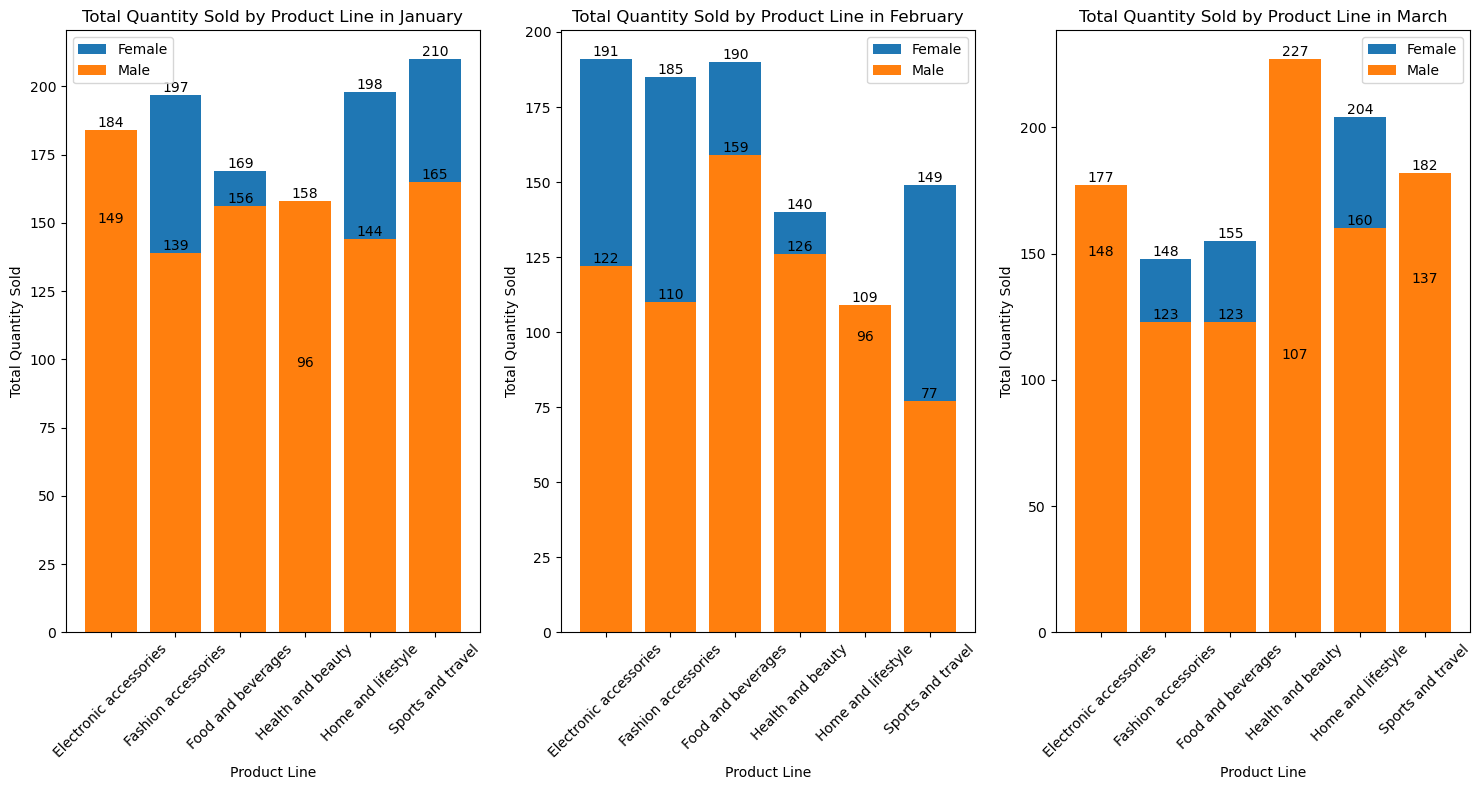 Total Quantity Sold by Product Line in January
Female
Male
Total Quantity Sold
200
175
150
125
100
75
50
25
0
184
149
197
139
169
156
158
96
198
144
210
165
Electronic accessories
Fashion accessories
Food and beverages
Health and beauty
Home and lifestyle
Sports and travel
Product Line
Total Quantity Sold by Product Line in February
Female
Male
Total Quantity Sold
200
175
150
125
100
75
50
25
0
191
122
185
110
190
159
140
126
109
96
149
77
Electronic accessories
Fashion accessories
Food and beverages
Health and beauty
Home and lifestyle
Sports and travel
Product Line
Total Quantity Sold by Product Line in March
Female
Male
Total Quantity Sold
200
150
100
50
0
177
148
148
123
155
123
227
107
204
160
182
137
Electronic accessories
Fashion accessories
Food and beverages
Health and beauty
Home and lifestyle
Sports and travel
Product Line